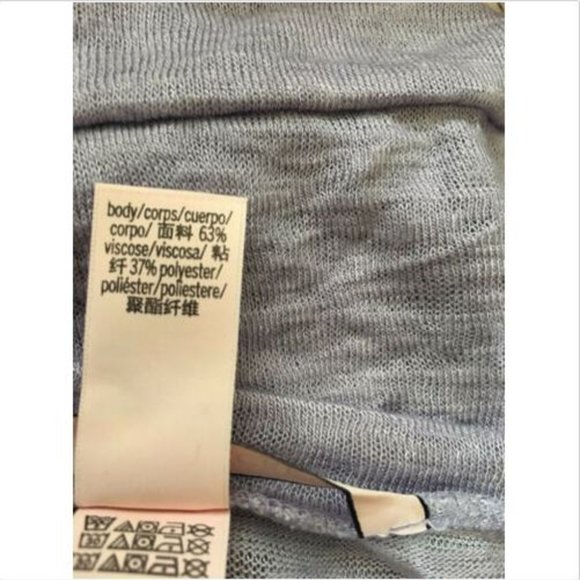 body/corps/cuerpo/
corpo/ 面料 63%
viscose/viscosa/ 粘
纤 37% polyester/
poliéster/poliestere/
聚酯纤维